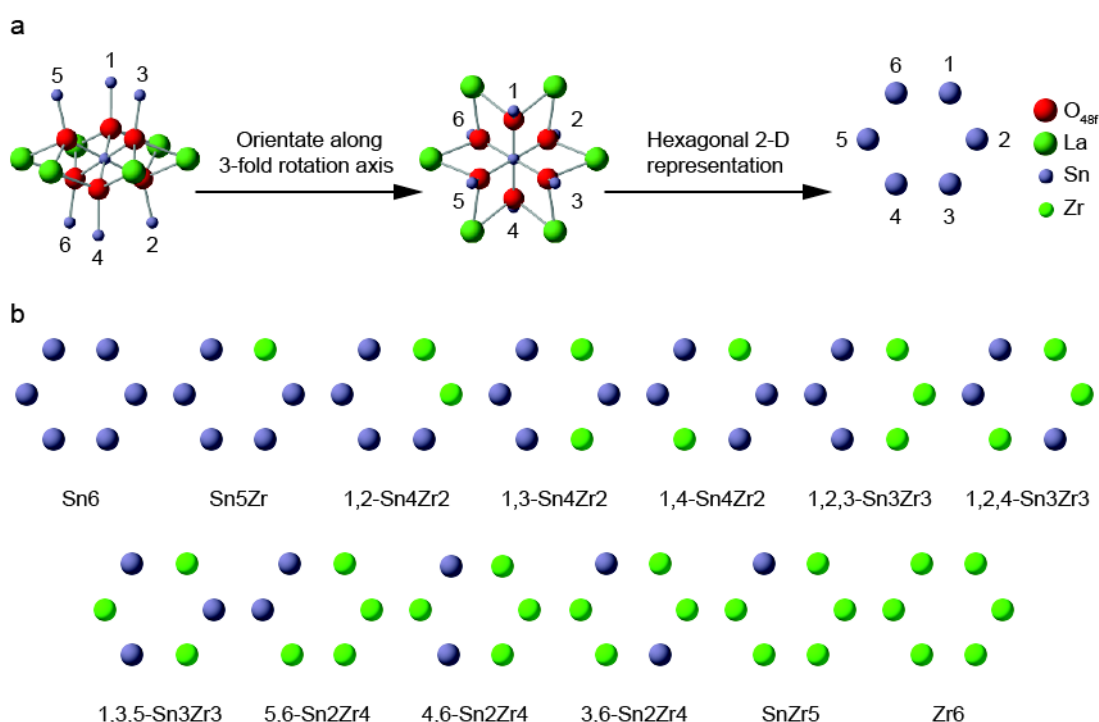 a
1
5
3
6
4
2
Orientate along
3-fold rotation axis
1
6
2
5
3
4
Hexagonal 2-D
representation
6 1
5 2
4 3
O48f
La
Sn
Zr
b
Sn6 Sn5Zr 1,2-Sn4Zr2 1,3-Sn4Zr2 1,4-Sn4Zr2 1,2,3-Sn3Zr3 1,2,4-Sn3Zr3
1,3,5-Sn3Zr3 5,6-Sn2Zr4 4,6-Sn2Zr4 3,6-Sn2Zr4 SnZr5 Zr6